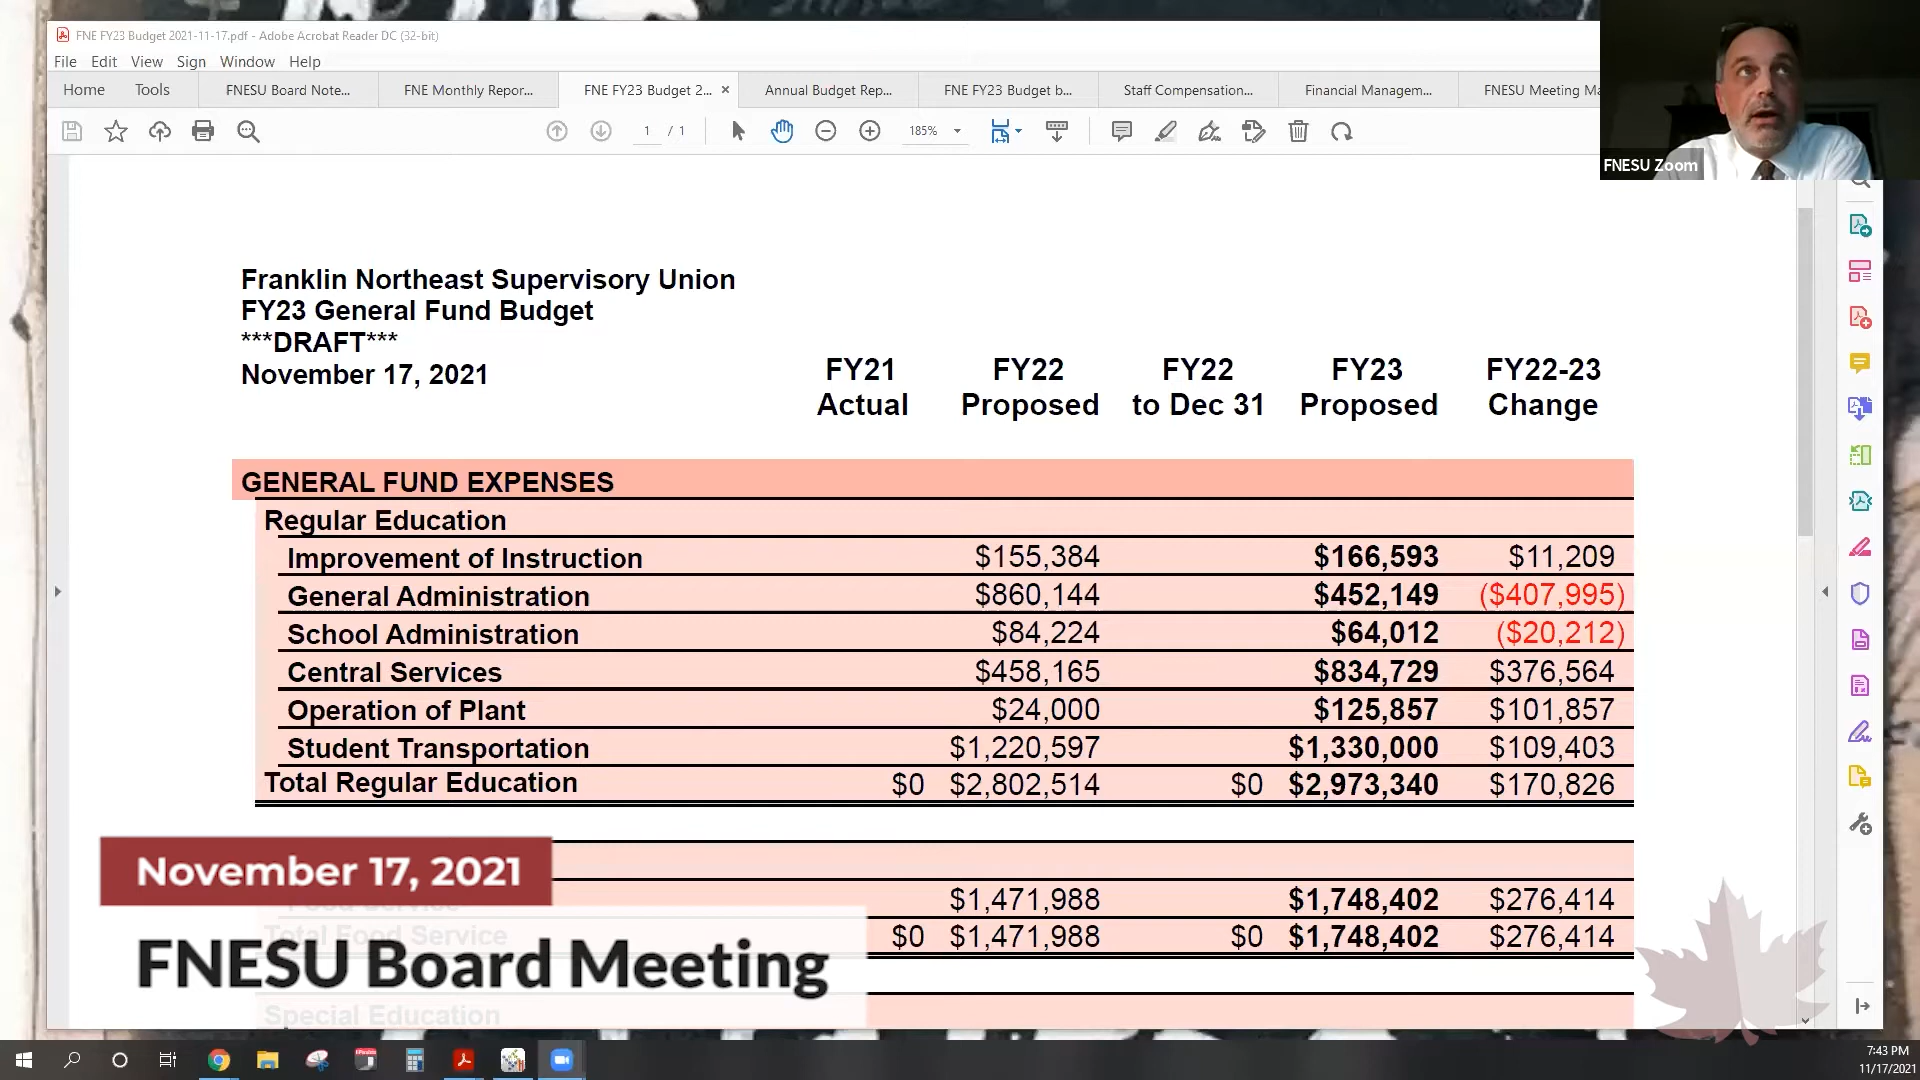 FNE FY23 Budget 2021-11-17.pdf - Adobe Acrobat Reader DC (32-bit)
File Edit View Sign Window Help
Home Tools FNESU Board Note... FNE Monthly Repor... FNE FY23 Budget 2... × Annual Budget Rep... FNE FY23 Budget b... Staff Compensation... Financial Managem... FNESU Meeting Ma
1 / 1 185%
FNESU Zoom
Franklin Northeast Supervisory Union
FY23 General Fund Budget
***DRAFT***
November 17, 2021
FY21 FY22 FY22 FY23 FY22-23
Actual Proposed to Dec 31 Proposed Change
GENERAL FUND EXPENSES
Regular Education
Improvement of Instruction $155,384 $166,593 $11,209
General Administration $860,144 $452,149 ($407,995)
School Administration $84,224 $64,012 ($20,212)
Central Services $458,165 $834,729 $376,564
Operation of Plant $24,000 $125,857 $101,857
Student Transportation $1,220,597 $1,330,000 $109,403
Total Regular Education $0 $2,802,514 $0 $2,973,340 $170,826
November 17, 2021
Food Service $1,471,988 $1,748,402 $276,414
Total Food Service $0 $1,471,988 $0 $1,748,402 $276,414
FNESU Board Meeting
Special Education
7:43 PM
11/17/2021